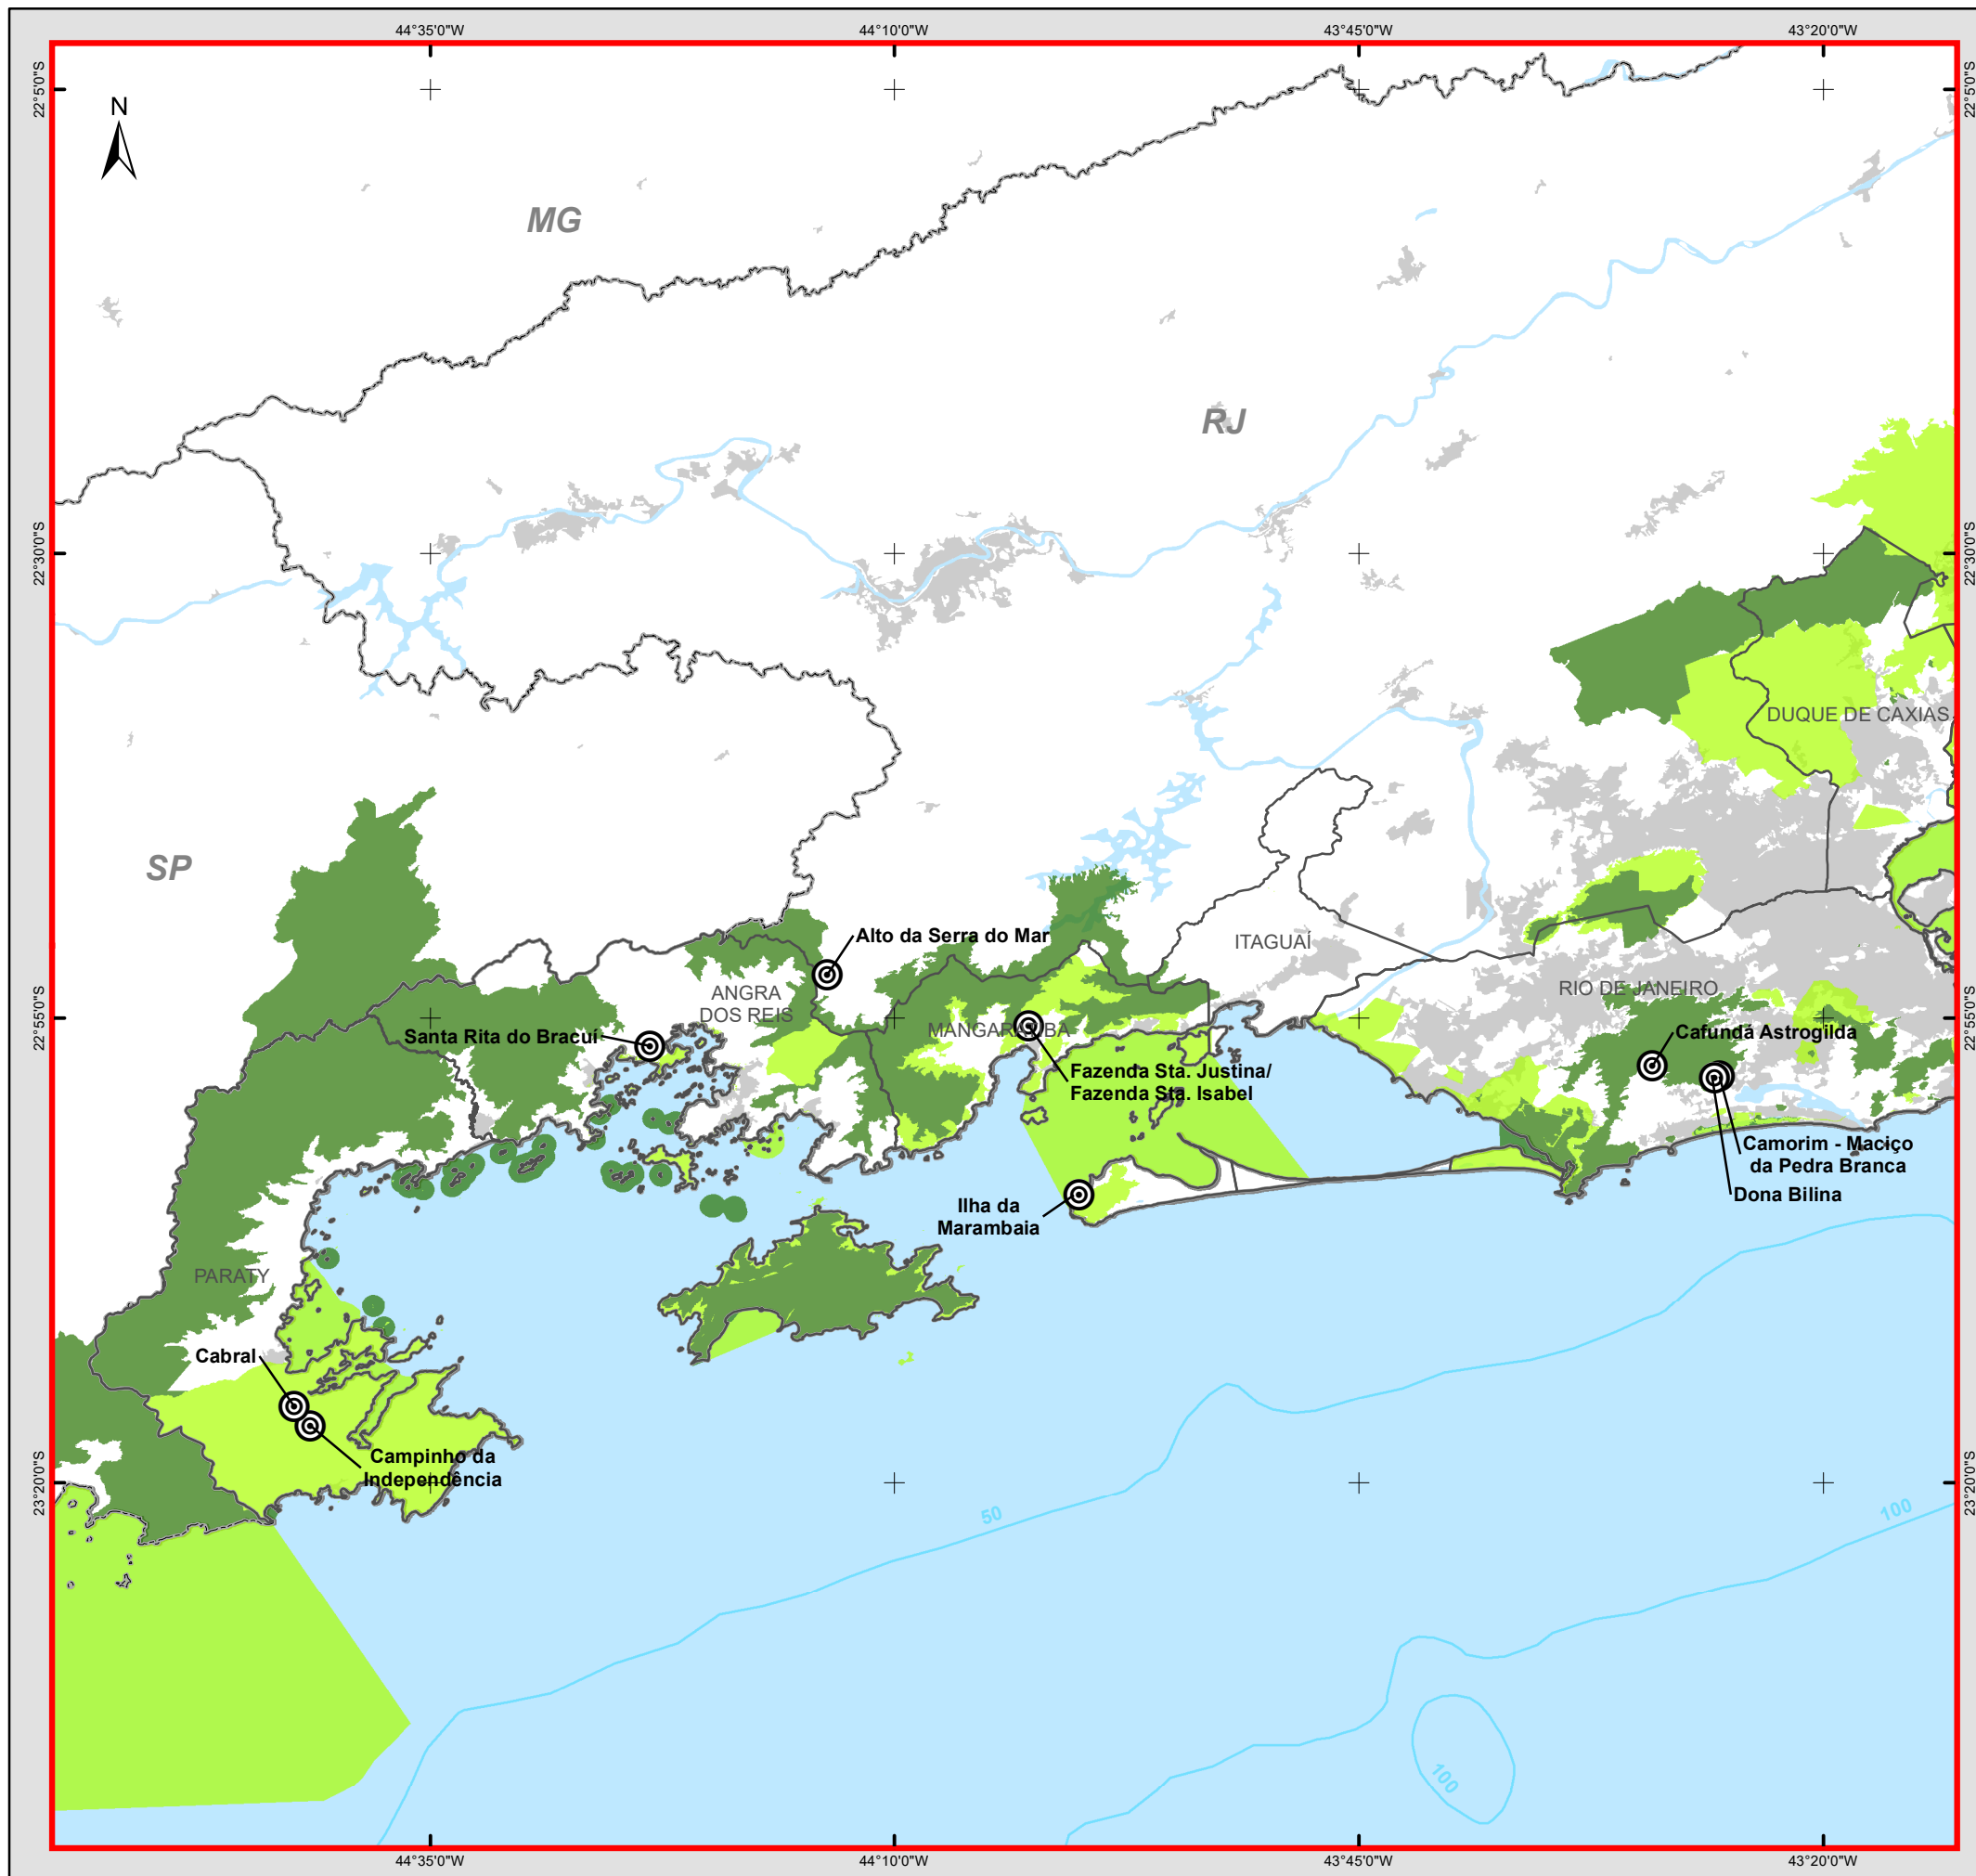 44°35'0"W
44°10'0"W
43°45'0"W
43°20'0"W
22°5'0"S
22°5'0"S
N
MG
RJ
22°30'0"S
22°30'0"S
DUQUE DE CAXIAS
SP
Alto da Serra do Mar
ITAGUAÍ
ANGRA
DOS REIS
RIO DE JANEIRO
22°55'0"S
22°55'0"S
Santa Rita do Bracuí
MANGARATIBA
Cafundá Astrogilda
Fazenda Sta. Justina/
Fazenda Sta. Isabel
Camorim - Maciço
da Pedra Branca
Dona Bilina
Ilha da
Marambaia
PARATY
Cabral
Campinho da
Independência
23°20'0"S
23°20'0"S
50
100
100
44°35'0"W
44°10'0"W
43°45'0"W
43°20'0"W